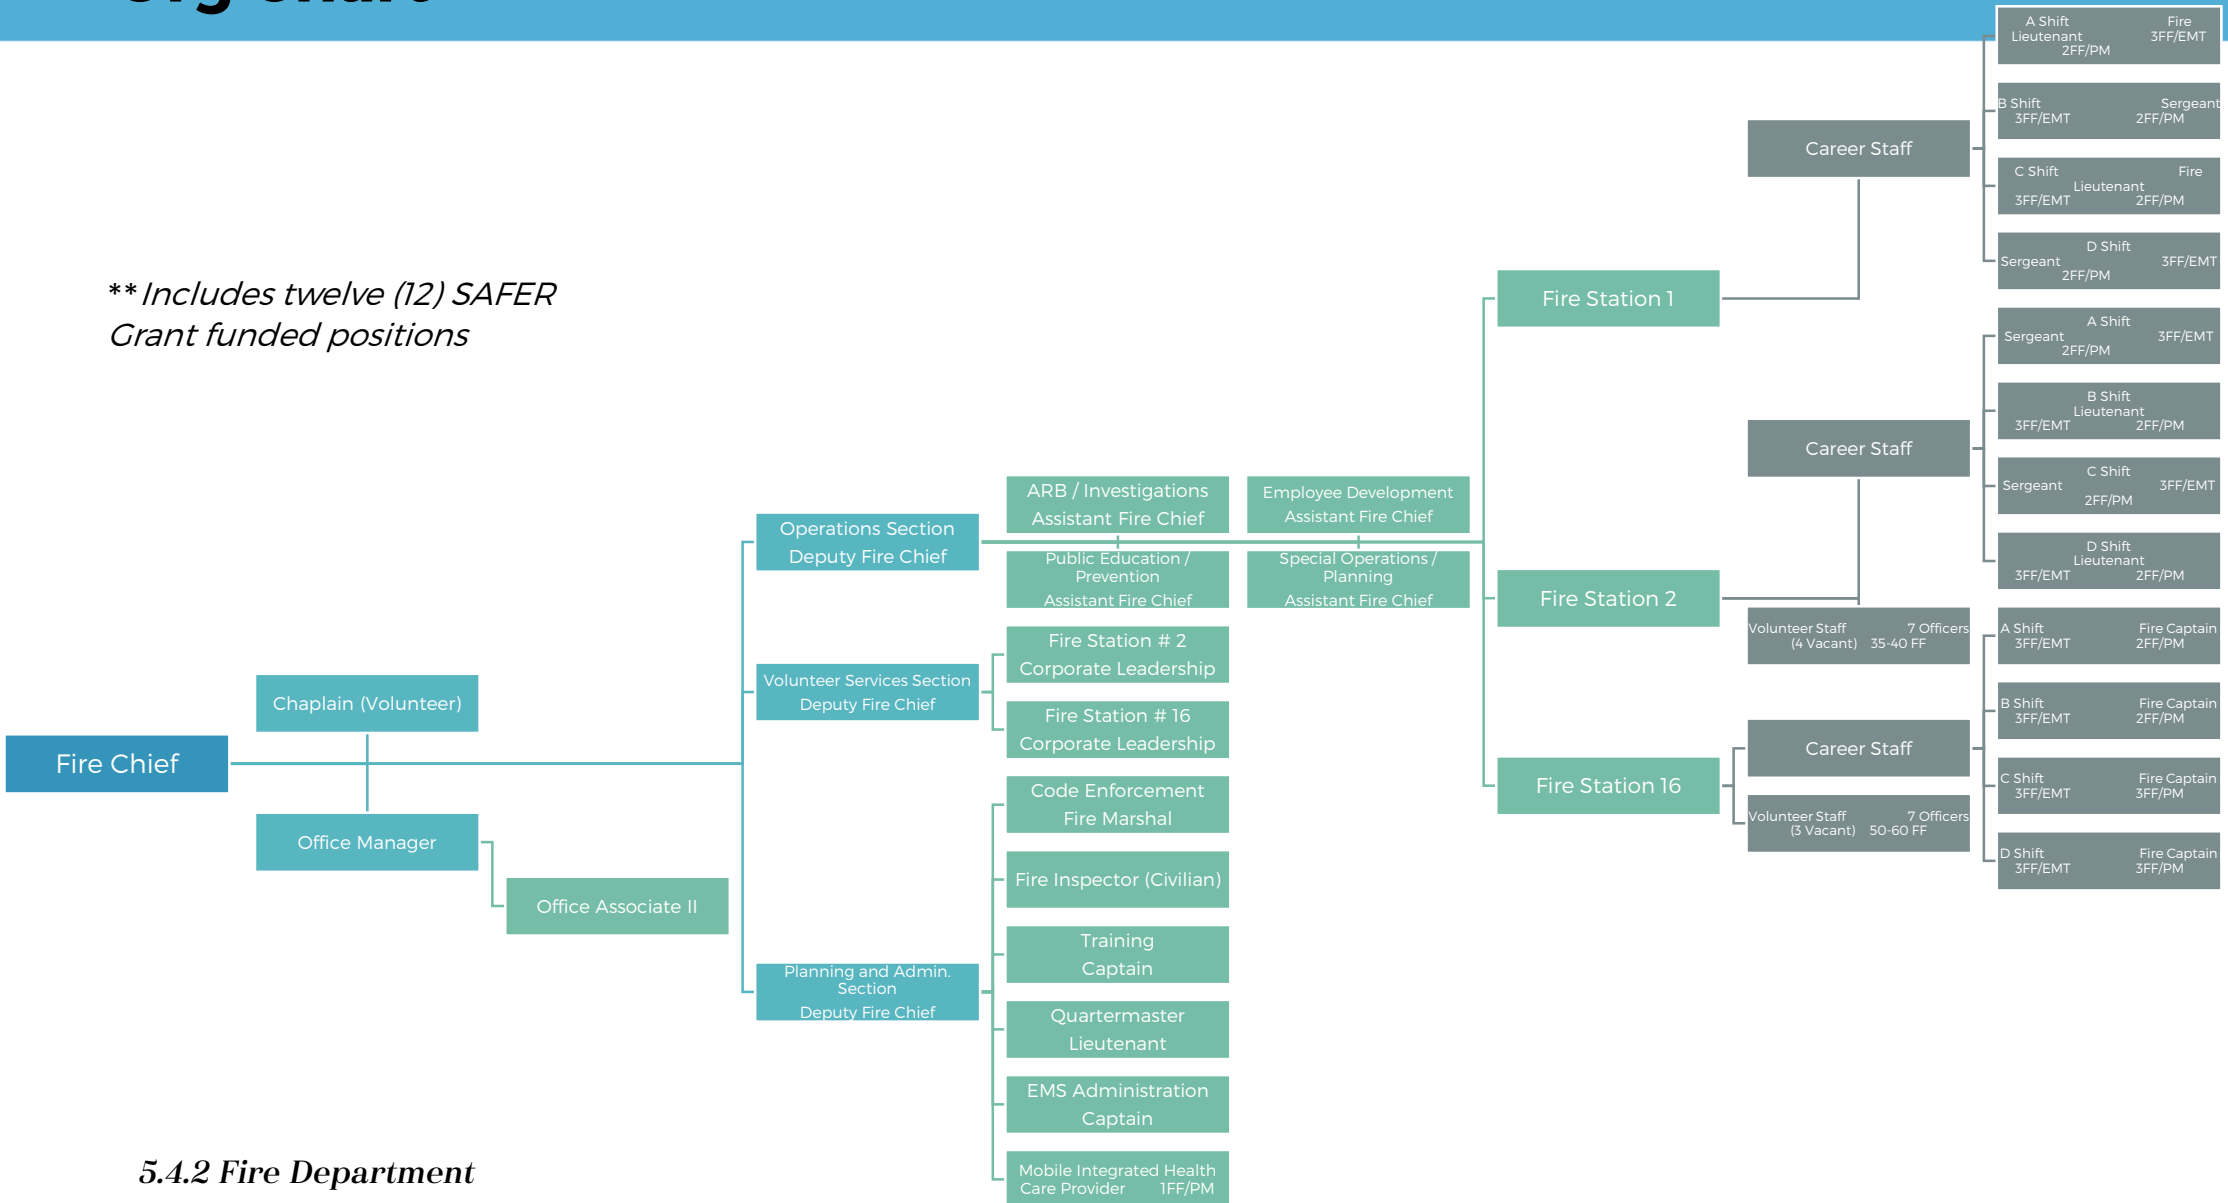 Org Chart
**Includes twelve (12) SAFER
Grant funded positions
Fire Chief
Chaplain (Volunteer)
Office Manager
Office Associate II
Operations Section
Deputy Fire Chief
Volunteer Services Section
Deputy Fire Chief
Planning and Admin.
Section
Deputy Fire Chief
ARB / Investigations
Assistant Fire Chief
Employee Development
Assistant Fire Chief
Public Education /
Prevention
Assistant Fire Chief
Special Operations /
Planning
Assistant Fire Chief
Fire Station # 2
Corporate Leadership
Fire Station # 16
Corporate Leadership
Code Enforcement
Fire Marshal
Fire Inspector (Civilian)
Training
Captain
Quartermaster
Lieutenant
EMS Administration
Captain
Mobile Integrated Health
Care Provider 1FF/PM
Fire Station 1
Career Staff
A Shift Fire
Lieutenant 3FF/EMT
2FF/PM
B Shift Sergeant
3FF/EMT 2FF/PM
C Shift Fire
Lieutenant
3FF/EMT 2FF/PM
D Shift
Sergeant 3FF/EMT
2FF/PM
Fire Station 2
Career Staff
A Shift
Sergeant 3FF/EMT
2FF/PM
B Shift
Lieutenant
3FF/EMT 2FF/PM
C Shift
Sergeant 3FF/EMT
2FF/PM
D Shift
Lieutenant
3FF/EMT 2FF/PM
Volunteer Staff 7 Officers
(4 Vacant) 35-40 FF
Fire Station 16
Career Staff
A Shift Fire Captain
3FF/EMT 2FF/PM
B Shift Fire Captain
3FF/EMT 2FF/PM
C Shift Fire Captain
3FF/EMT 3FF/PM
D Shift Fire Captain
3FF/EMT 3FF/PM
Volunteer Staff 7 Officers
(3 Vacant) 50-60 FF
5.4.2 Fire Department